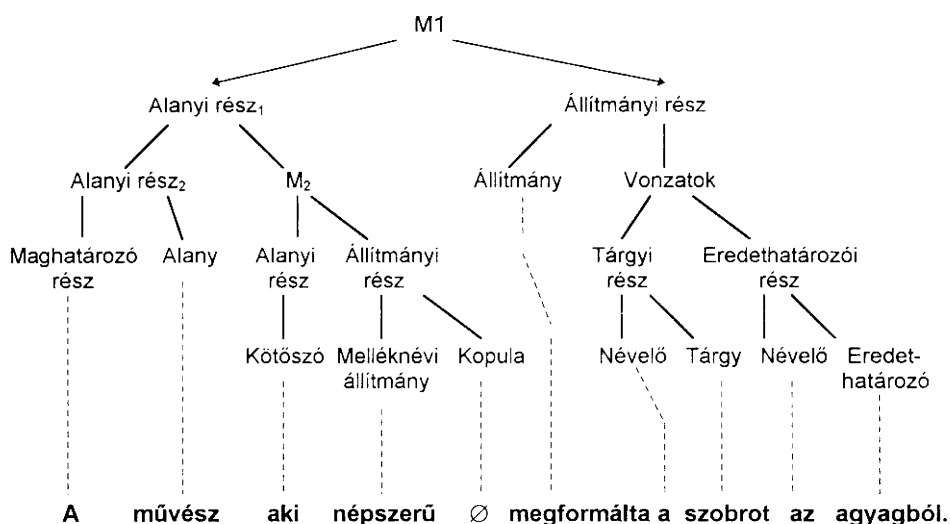 M1
Alanyi rész₁ Állítmányi rész
Alanyi rész₂ M₂ Állítmány Vonzatok
Maghatározó Alany Alanyi Állítmányi Tárgyi Eredethatározói
rész rész rész rész rész
Kötőszó Melléknévi Kopula Névelő Tárgy Névelő Eredet-
állítmány határozó
A művész aki népszerű ∅ megformálta a szobrot az agyagból.